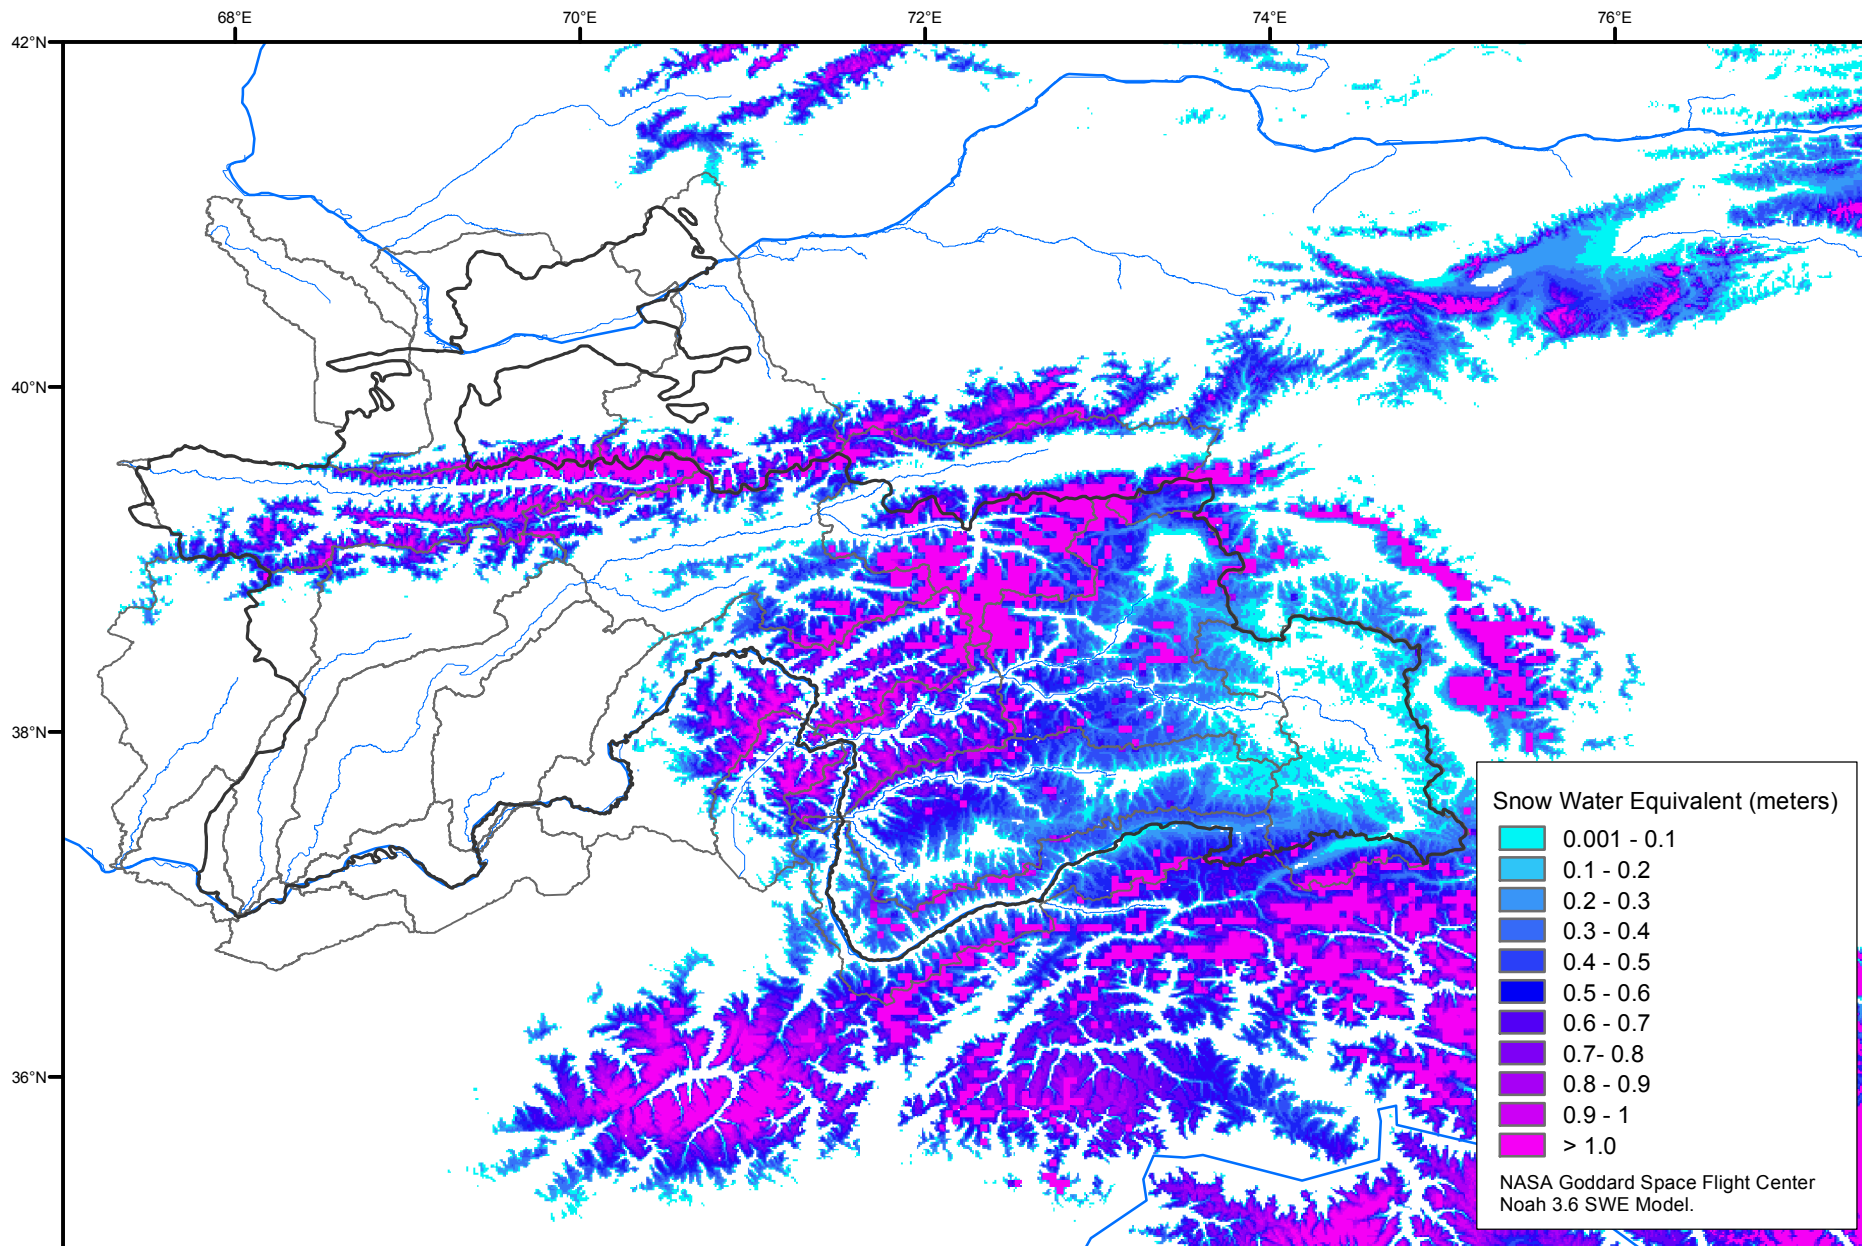 68°E
70°E
72°E
74°E
76°E
42°N
40°N
38°N
36°N
Snow Water Equivalent (meters)
0.001 - 0.1
0.1 - 0.2
0.2 - 0.3
0.3 - 0.4
0.4 - 0.5
0.5 - 0.6
0.6 - 0.7
0.7- 0.8
0.8 - 0.9
0.9 - 1
> 1.0
NASA Goddard Space Flight Center
Noah 3.6 SWE Model.